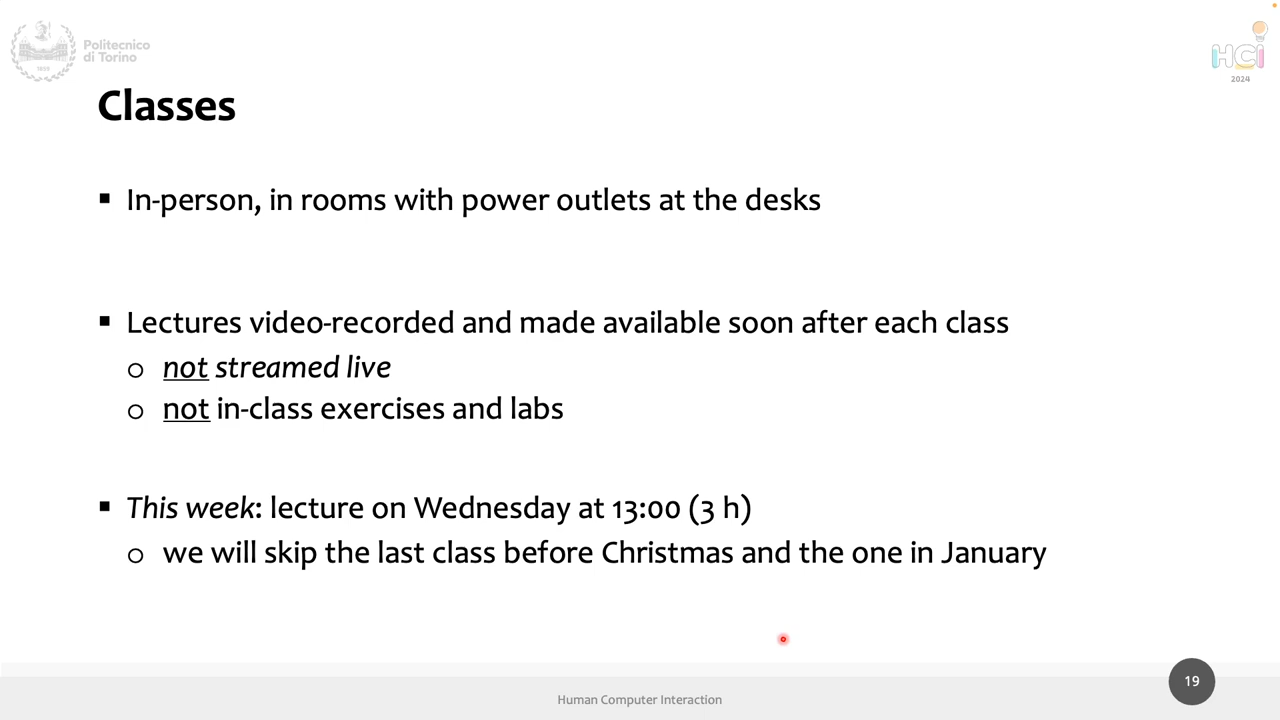 Politecnico
di Torino
1859
HCI
2024
Classes
▪ In-person, in rooms with power outlets at the desks
▪ Lectures video-recorded and made available soon after each class
o not streamed live
o not in-class exercises and labs
▪ This week: lecture on Wednesday at 13:00 (3 h)
o we will skip the last class before Christmas and the one in January
19
Human Computer Interaction